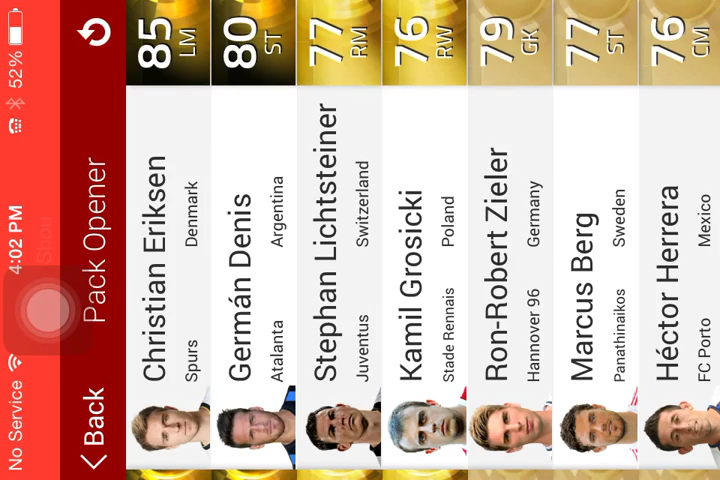 No Service 4:02 PM 52%
Back Pack Opener
Christian Eriksen 85
Spurs Denmark LM
Germán Denis 80
Atalanta Argentina ST
Stephan Lichtsteiner 77
Juventus Switzerland RM
Kamil Grosicki 76
Stade Rennais Poland RW
Ron-Robert Zieler 79
Hannover 96 Germany GK
Marcus Berg 77
Panathinaikos Sweden ST
Héctor Herrera 76
FC Porto Mexico CM